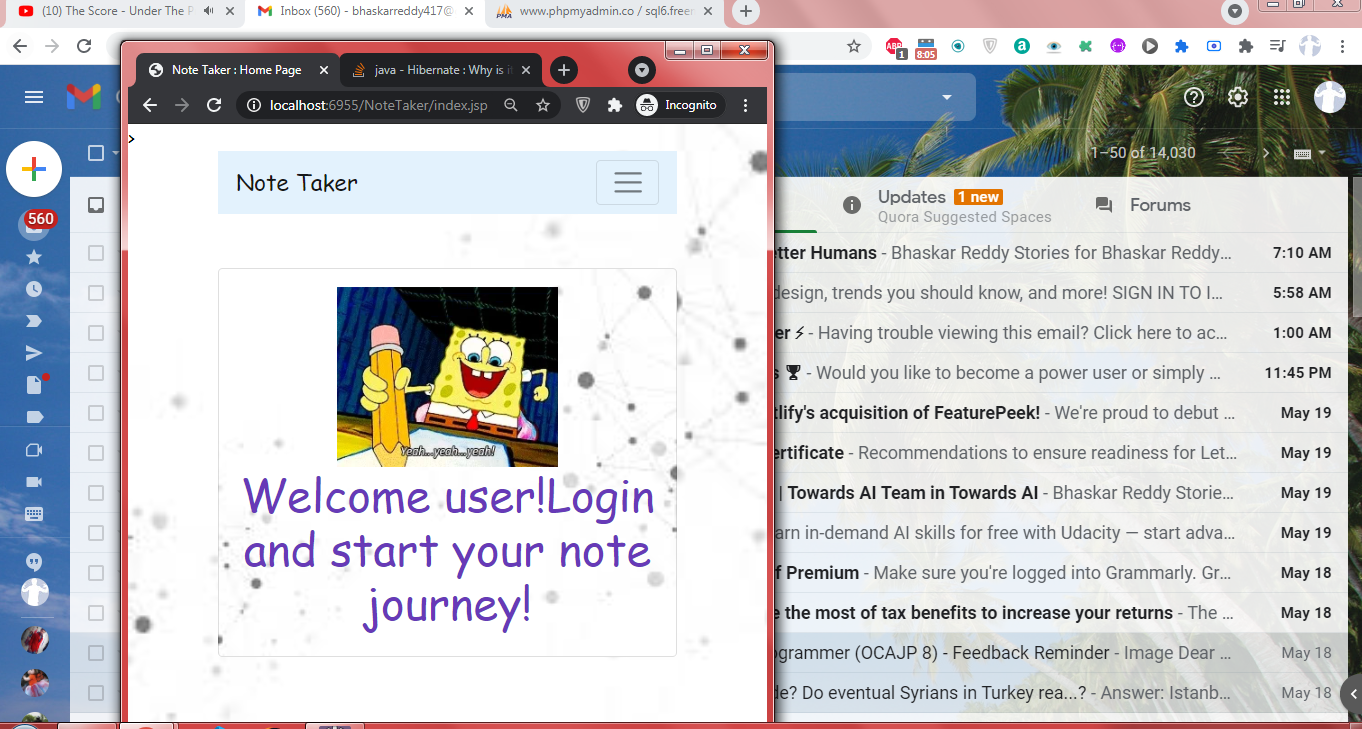 (10) The Score - Under The P
Inbox (560) - bhaskarreddy417@
PMA
www.phpmyadmin.co / sql6.freer
Note Taker : Home Page
java - Hibernate : Why is it
localhost:6955/NoteTaker/index.jsp
Incognito
ABP
1
8:05
a
>
Note Taker
Yeah...yeah...yeah!
Welcome user!Login
and start your note
journey!
560
1–50 of 14,030
Updates
1 new
Quora Suggested Spaces
Forums
tter Humans - Bhaskar Reddy Stories for Bhaskar Reddy… 7:10 AM
design, trends you should know, and more! SIGN IN TO I… 5:58 AM
er ⚡ - Having trouble viewing this email? Click here to ac… 1:00 AM
s 🏆 - Would you like to become a power user or simply … 11:45 PM
tlify's acquisition of FeaturePeek! - We're proud to debut … May 19
ertificate - Recommendations to ensure readiness for Let… May 19
| Towards AI Team in Towards AI - Bhaskar Reddy Storie… May 19
arn in-demand AI skills for free with Udacity — start adva… May 19
f Premium - Make sure you're logged into Grammarly. Gr… May 18
e the most of tax benefits to increase your returns - The … May 18
ogrammer (OCAJP 8) - Feedback Reminder - Image Dear … May 18
de? Do eventual Syrians in Turkey rea...? - Answer: Istanb… May 18